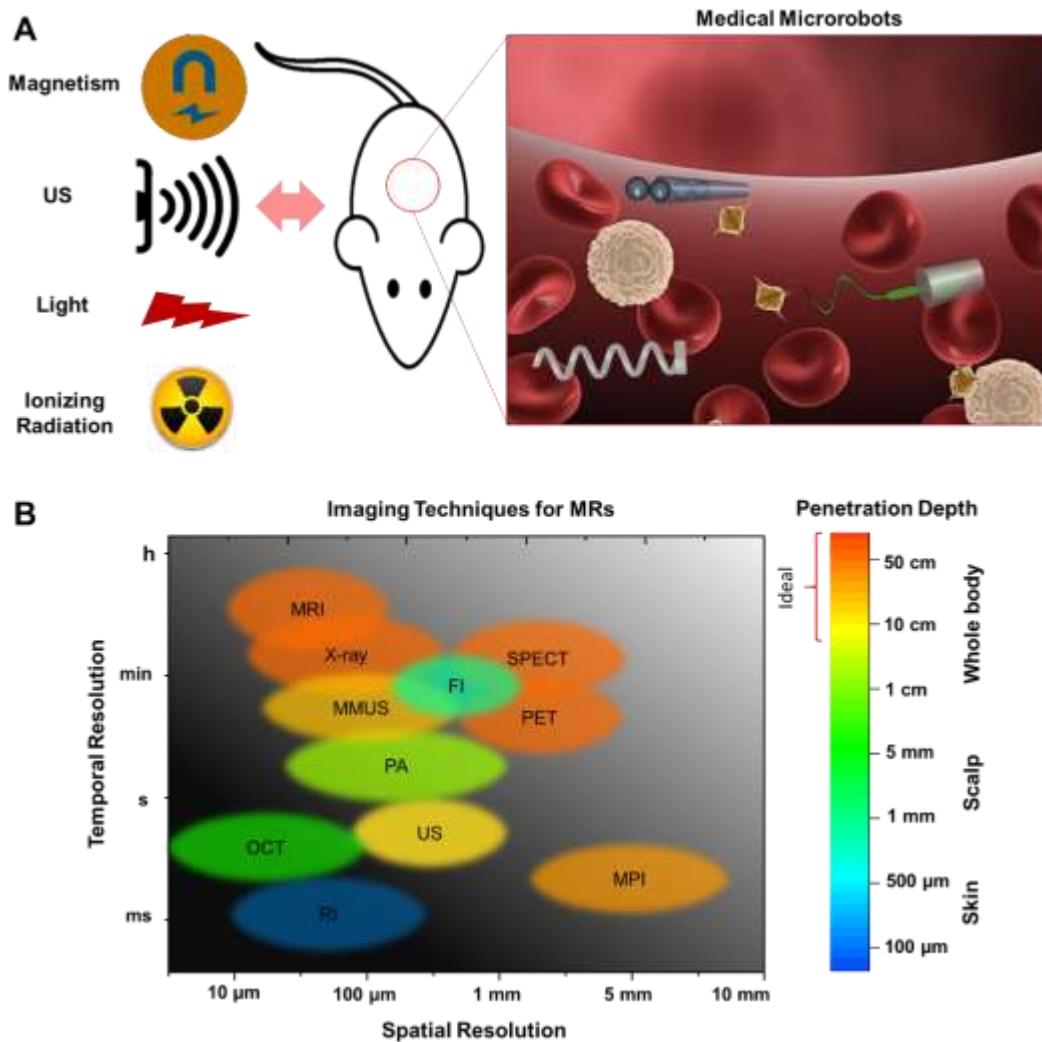 A
Medical Microrobots
Magnetism
US
Light
Ionizing
Radiation
B
Imaging Techniques for MRs
Penetration Depth
Temporal Resolution
h
min
s
ms
MRI
X-ray
SPECT
FI
MMUS
PET
PA
US
OCT
MPI
RI
10 µm
100 µm
1 mm
5 mm
10 mm
Spatial Resolution
Ideal
50 cm
10 cm
1 cm
5 mm
1 mm
500 µm
100 µm
Whole body
Scalp
Skin